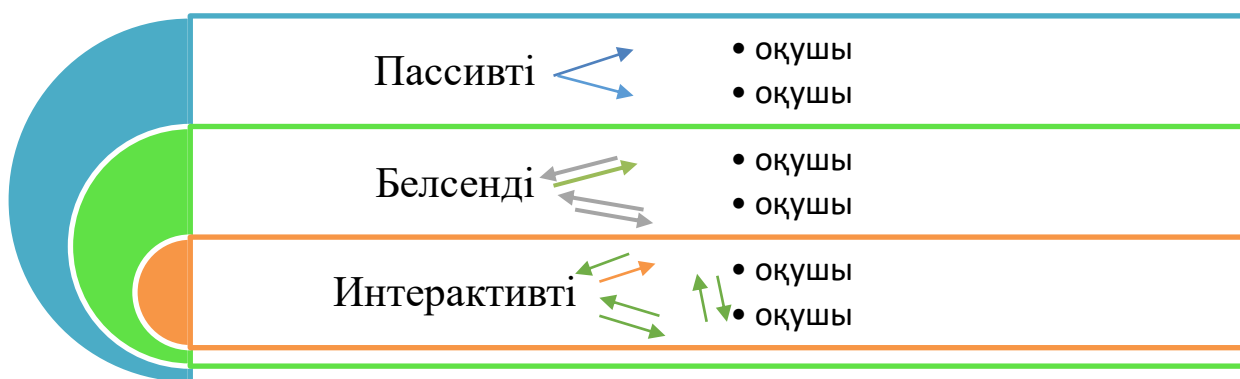 Пассивті
• оқушы
• оқушы
Белсенді
• оқушы
• оқушы
Интерактивті
• оқушы
• оқушы